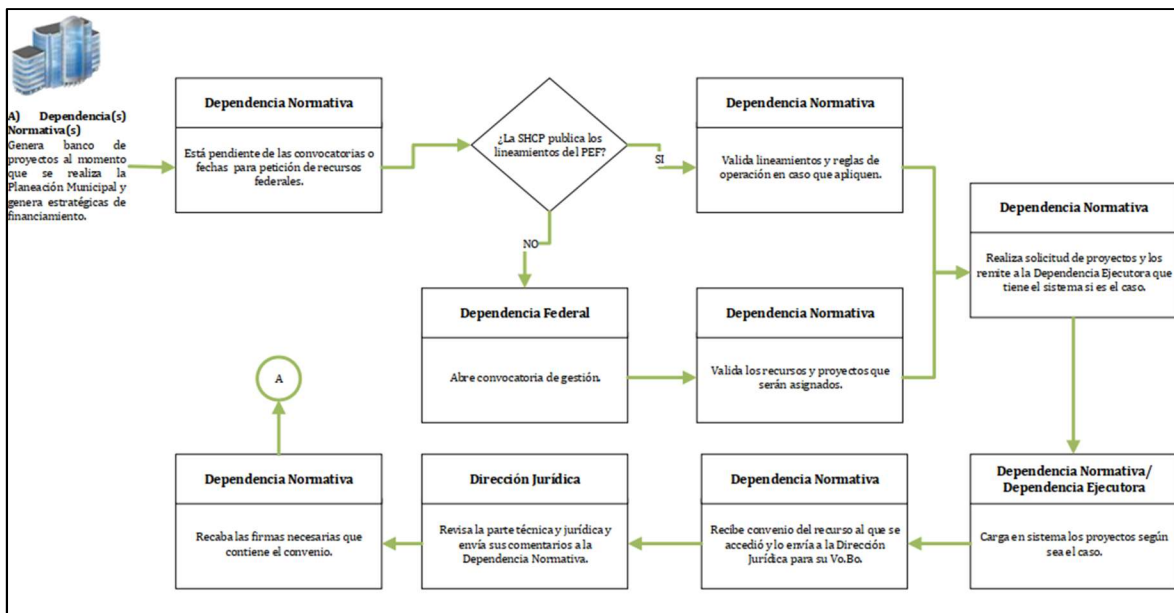 A) Dependencia(s)
Normativa(s)
Genera banco de
proyectos al momento
que se realiza la
Planeación Municipal y
genera estratégicas de
financiamiento.
Dependencia Normativa
Está pendiente de las convocatorias o
fechas para petición de recursos
federales.
¿La SHCP publica los
lineamientos del PEF?
SI
NO
Dependencia Normativa
Valida lineamientos y reglas de
operación en caso que apliquen.
Dependencia Normativa
Realiza solicitud de proyectos y los
remite a la Dependencia Ejecutora que
tiene el sistema si es el caso.
Dependencia Federal
Abre convocatoria de gestión.
Dependencia Normativa
Valida los recursos y proyectos que
serán asignados.
A
Dependencia Normativa
Recaba las firmas necesarias que
contiene el convenio.
Dirección Jurídica
Revisa la parte técnica y jurídica y
envía sus comentarios a la
Dependencia Normativa.
Dependencia Normativa
Recibe convenio del recurso al que se
accedió y lo envía a la Dirección
Jurídica para su Vo.Bo.
Dependencia Normativa/
Dependencia Ejecutora
Carga en sistema los proyectos según
sea el caso.